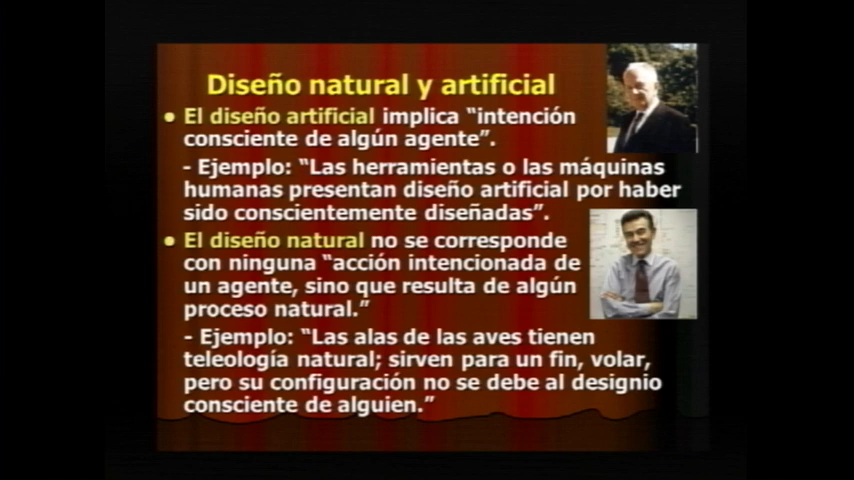 Diseño natural y artificial
• El diseño artificial implica “intención
consciente de algún agente”.
- Ejemplo: “Las herramientas o las máquinas
humanas presentan diseño artificial por haber
sido conscientemente diseñadas”.
• El diseño natural no se corresponde
con ninguna “acción intencionada de
un agente, sino que resulta de algún
proceso natural.”
- Ejemplo: “Las alas de las aves tienen
teleología natural; sirven para un fin, volar,
pero su configuración no se debe al designio
consciente de alguien.”